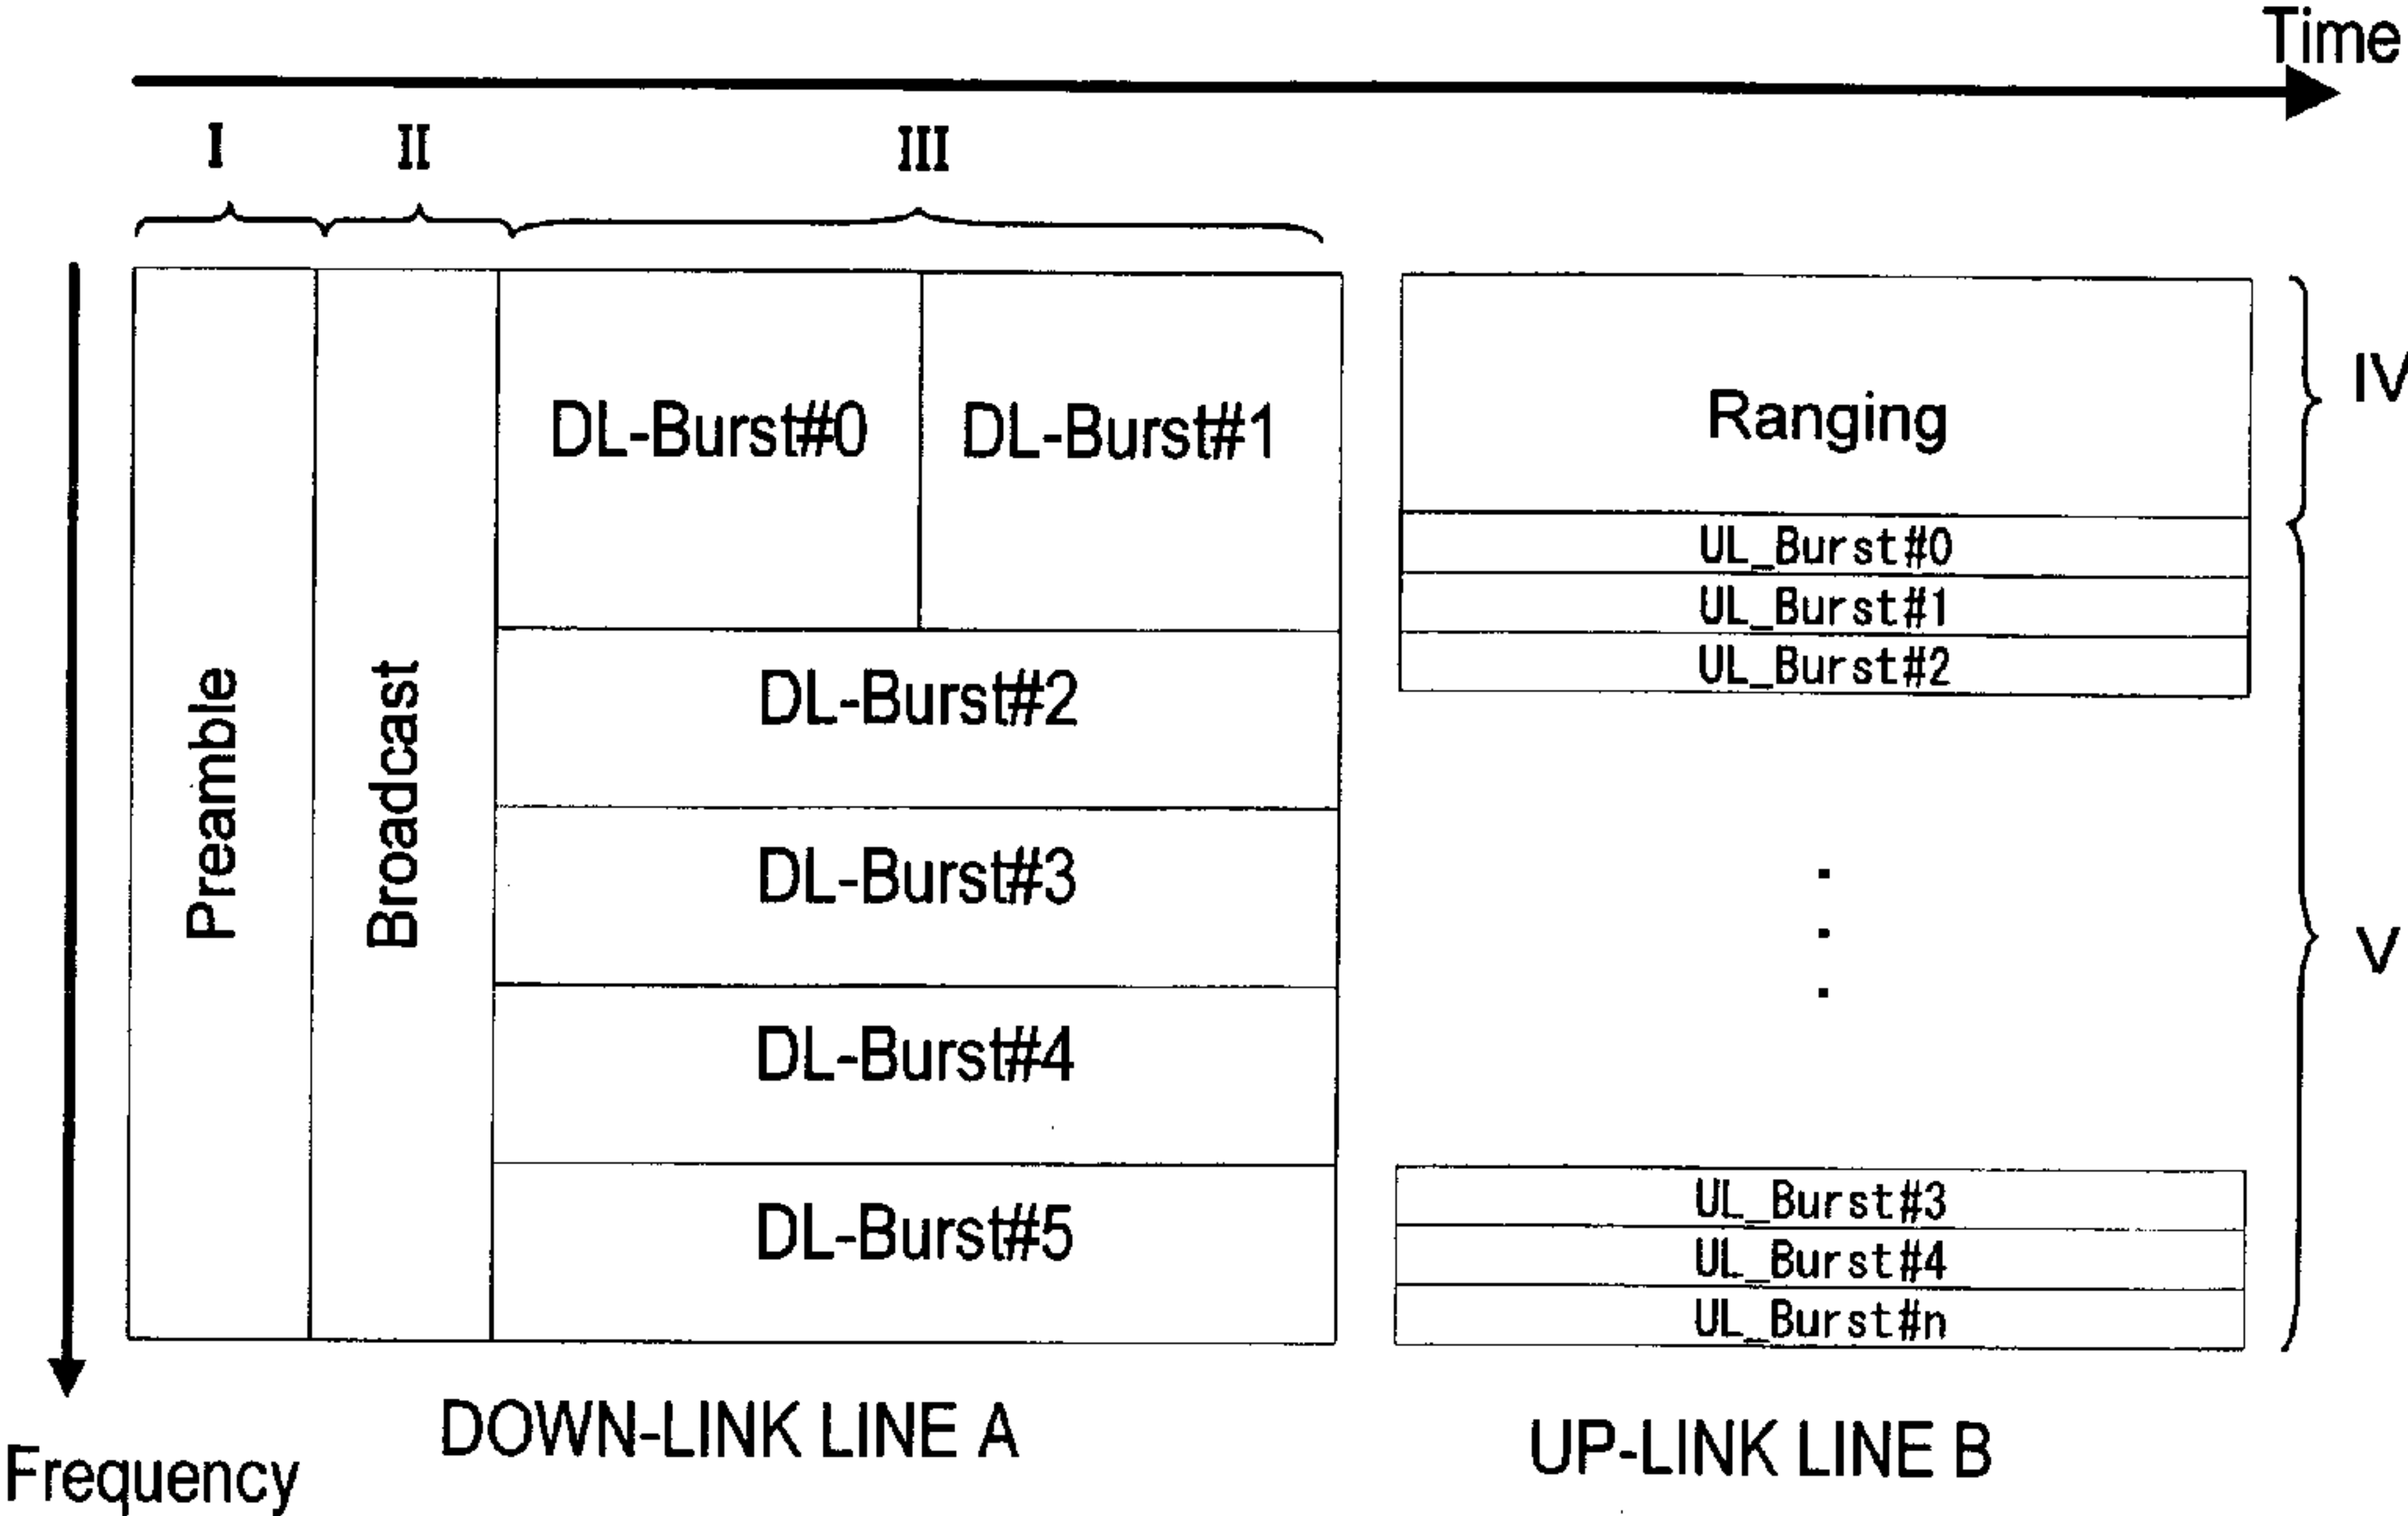 Time
I
II
III
Preamble
Broadcast
DL-Burst#0
DL-Burst#1
DL-Burst#2
DL-Burst#3
DL-Burst#4
DL-Burst#5
Ranging
UL_Burst#0
UL_Burst#1
UL_Burst#2
UL_Burst#3
UL_Burst#4
UL_Burst#n
IV
V
DOWN-LINK LINE A
UP-LINK LINE B
Frequency